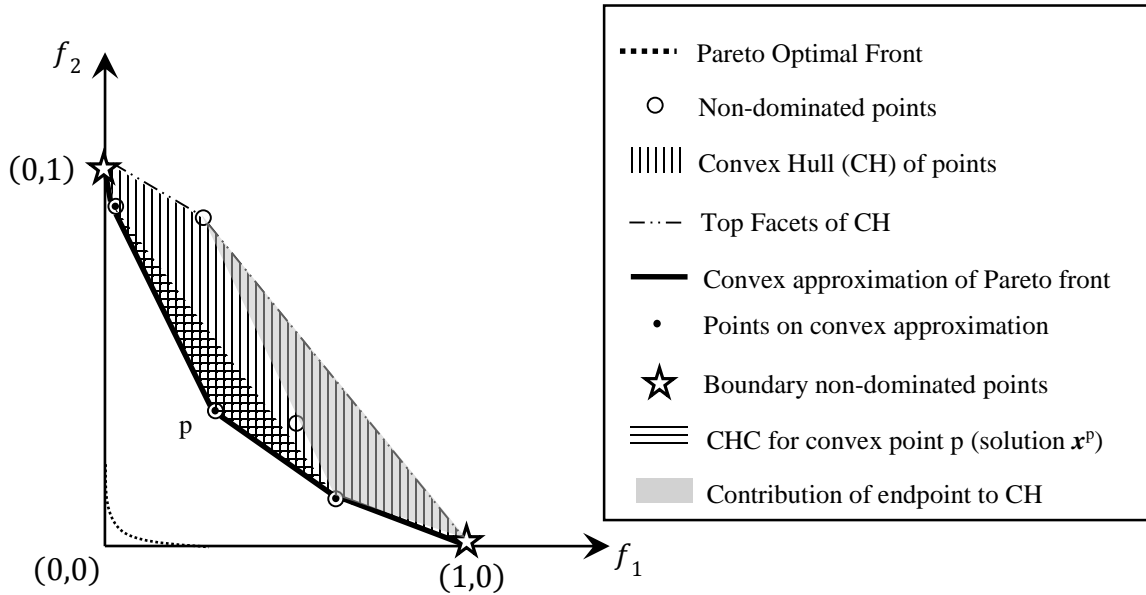 f₂
(0,1)
p
(0,0)
(1,0)
f₁
Pareto Optimal Front
Non-dominated points
Convex Hull (CH) of points
Top Facets of CH
Convex approximation of Pareto front
Points on convex approximation
Boundary non-dominated points
CHC for convex point p (solution xᵖ)
Contribution of endpoint to CH